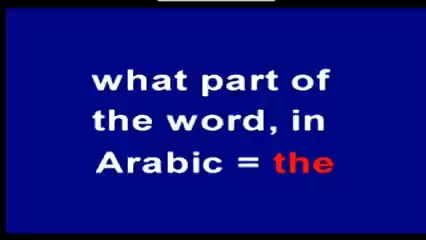 what part of
the word, in
Arabic = the